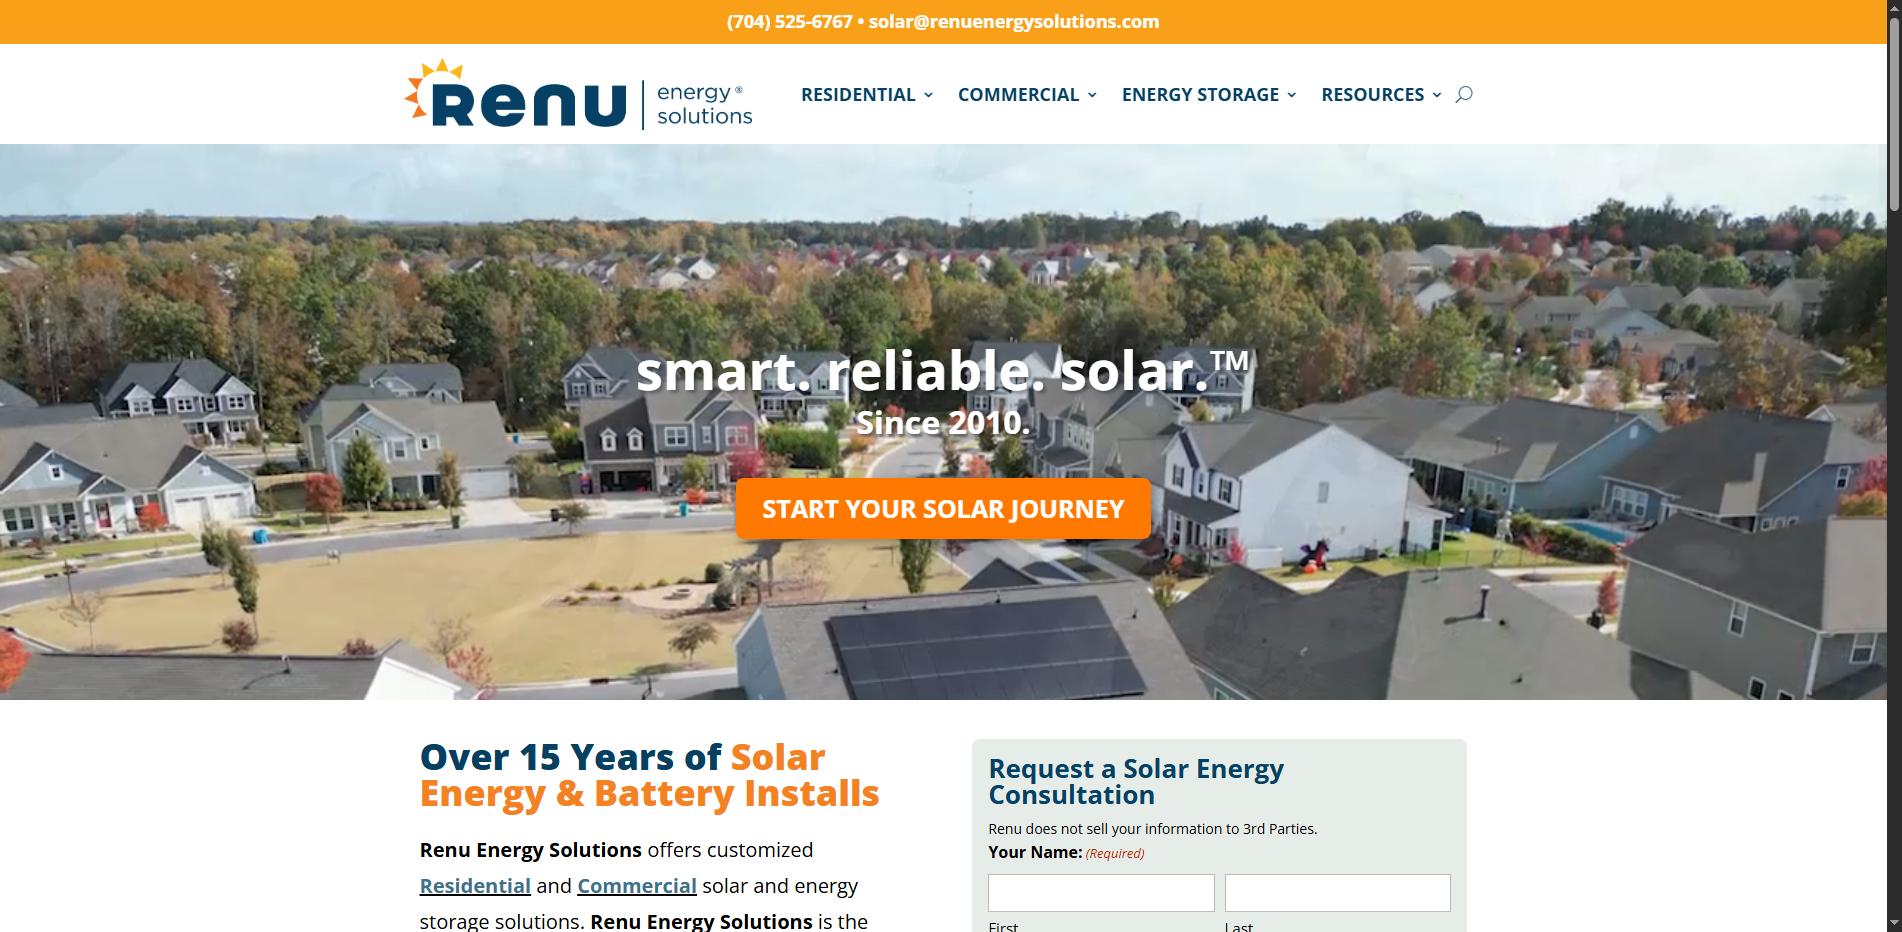 (704) 525-6767 • solar@renuenergysolutions.com
Renu energy® solutions
RESIDENTIAL COMMERCIAL ENERGY STORAGE RESOURCES
smart. reliable. solar.™
Since 2010.
START YOUR SOLAR JOURNEY
Over 15 Years of Solar
Energy & Battery Installs
Renu Energy Solutions offers customized
Residential and Commercial solar and energy
storage solutions. Renu Energy Solutions is the
Request a Solar Energy
Consultation
Renu does not sell your information to 3rd Parties.
Your Name: (Required)
First Last